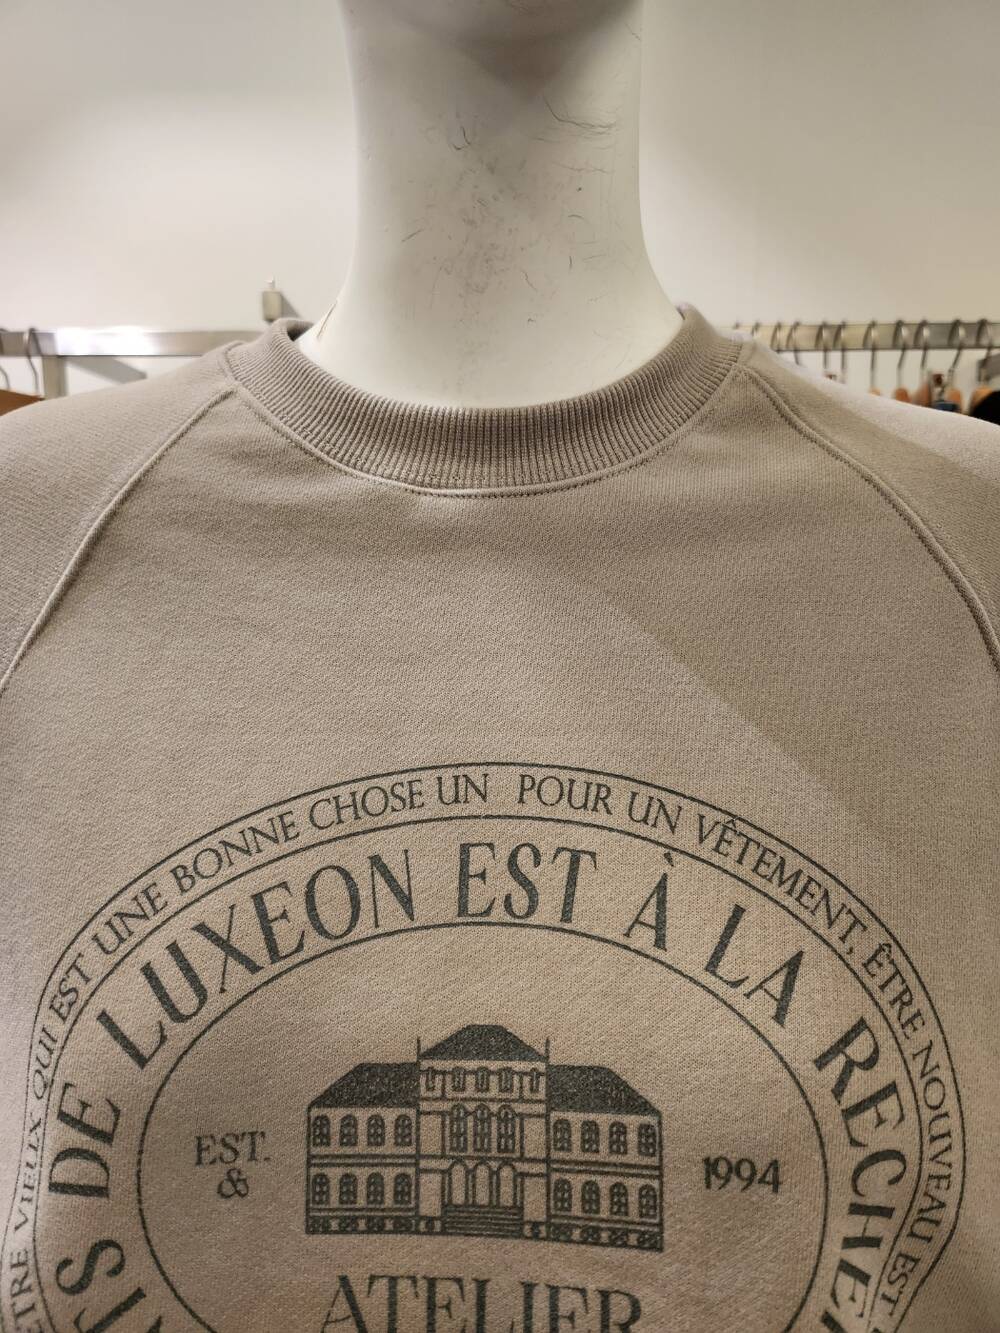 ÊTRE VIEUX QUI EST UNE BONNE CHOSE UN POUR UN VÊTEMENT, ÊTRE NOUVEAU EST
DE LUXEON EST À LA RECHER
EST. & 1994
ATELIER